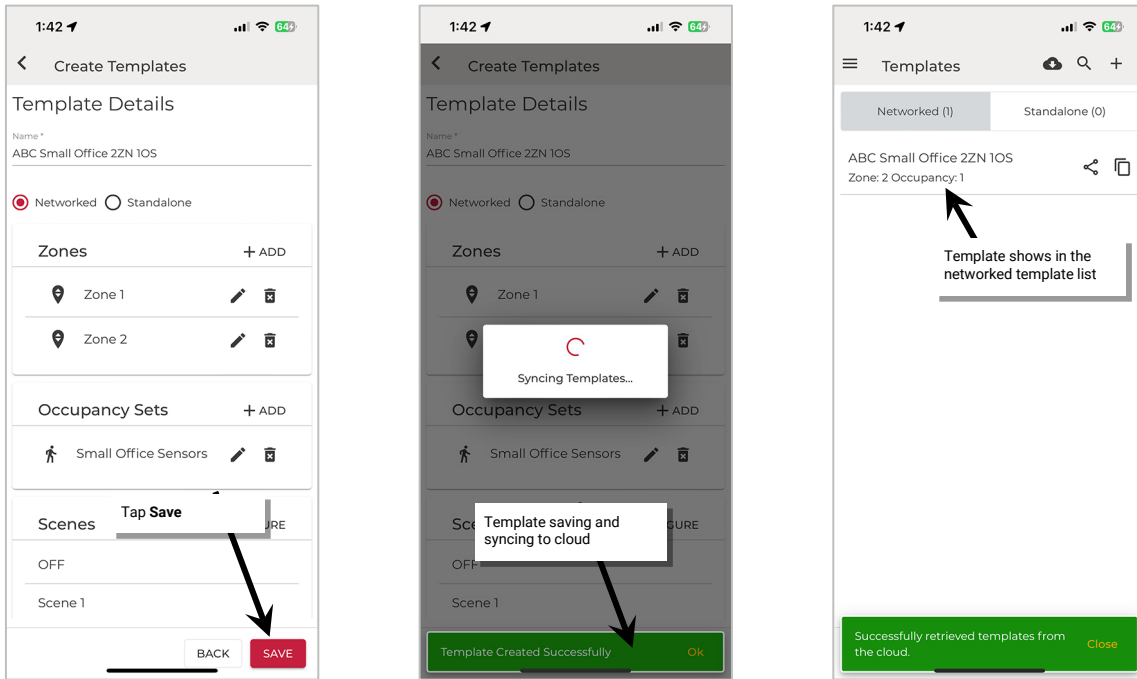 1:42
64
Create Templates
Template Details
Name *
ABC Small Office 2ZN 1OS
Networked
Standalone
Zones
+ ADD
Zone 1
Zone 2
Occupancy Sets
+ ADD
Small Office Sensors
Scenes
URE
Tap Save
OFF
Scene 1
BACK
SAVE
1:42
64
Create Templates
Template Details
Name *
ABC Small Office 2ZN 1OS
Networked
Standalone
Zones
+ ADD
Zone 1
Syncing Templates...
Occupancy Sets
+ ADD
Small Office Sensors
Sce
GURE
Template saving and
syncing to cloud
OFF
Scene 1
Template Created Successfully
Ok
1:42
64
Templates
Networked (1)
Standalone (0)
ABC Small Office 2ZN 1OS
Zone: 2 Occupancy: 1
Template shows in the
networked template list
Successfully retrieved templates from
the cloud.
Close